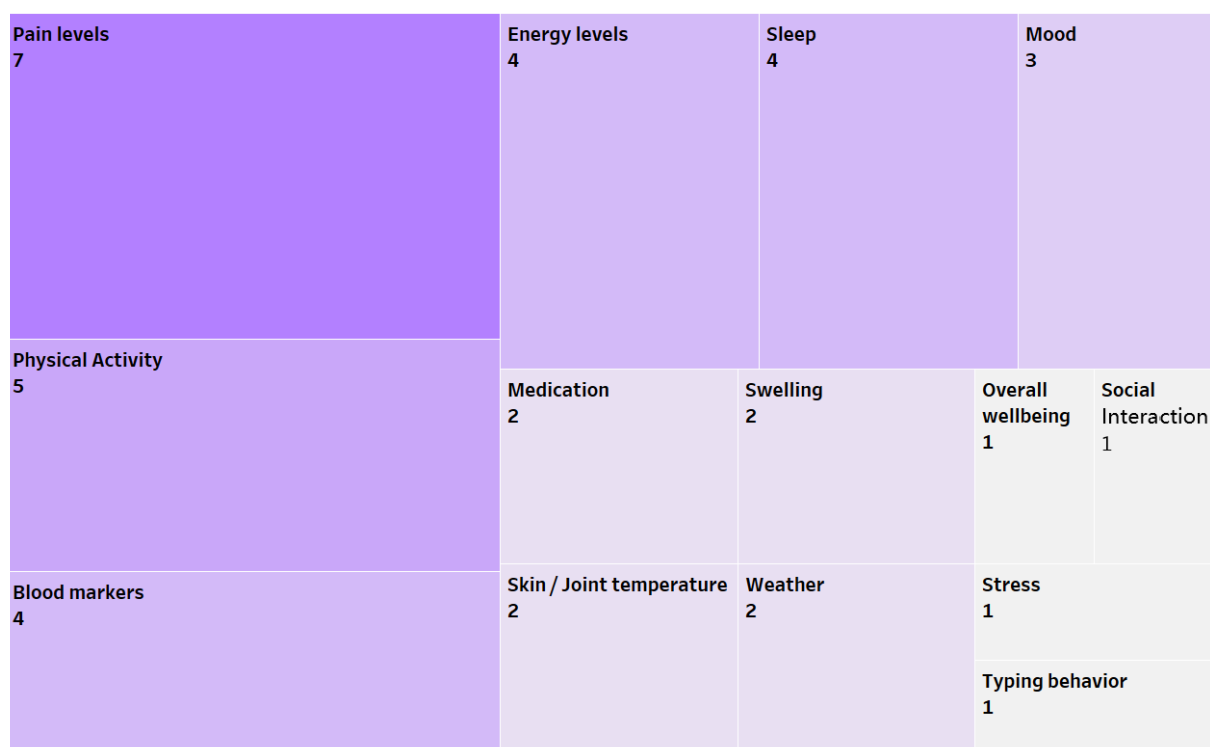 Pain levels
7
Physical Activity
5
Blood markers
4
Energy levels
4
Sleep
4
Mood
3
Medication
2
Swelling
2
Overall
wellbeing
1
Social
Interaction
1
Skin / Joint temperature
2
Weather
2
Stress
1
Typing behavior
1